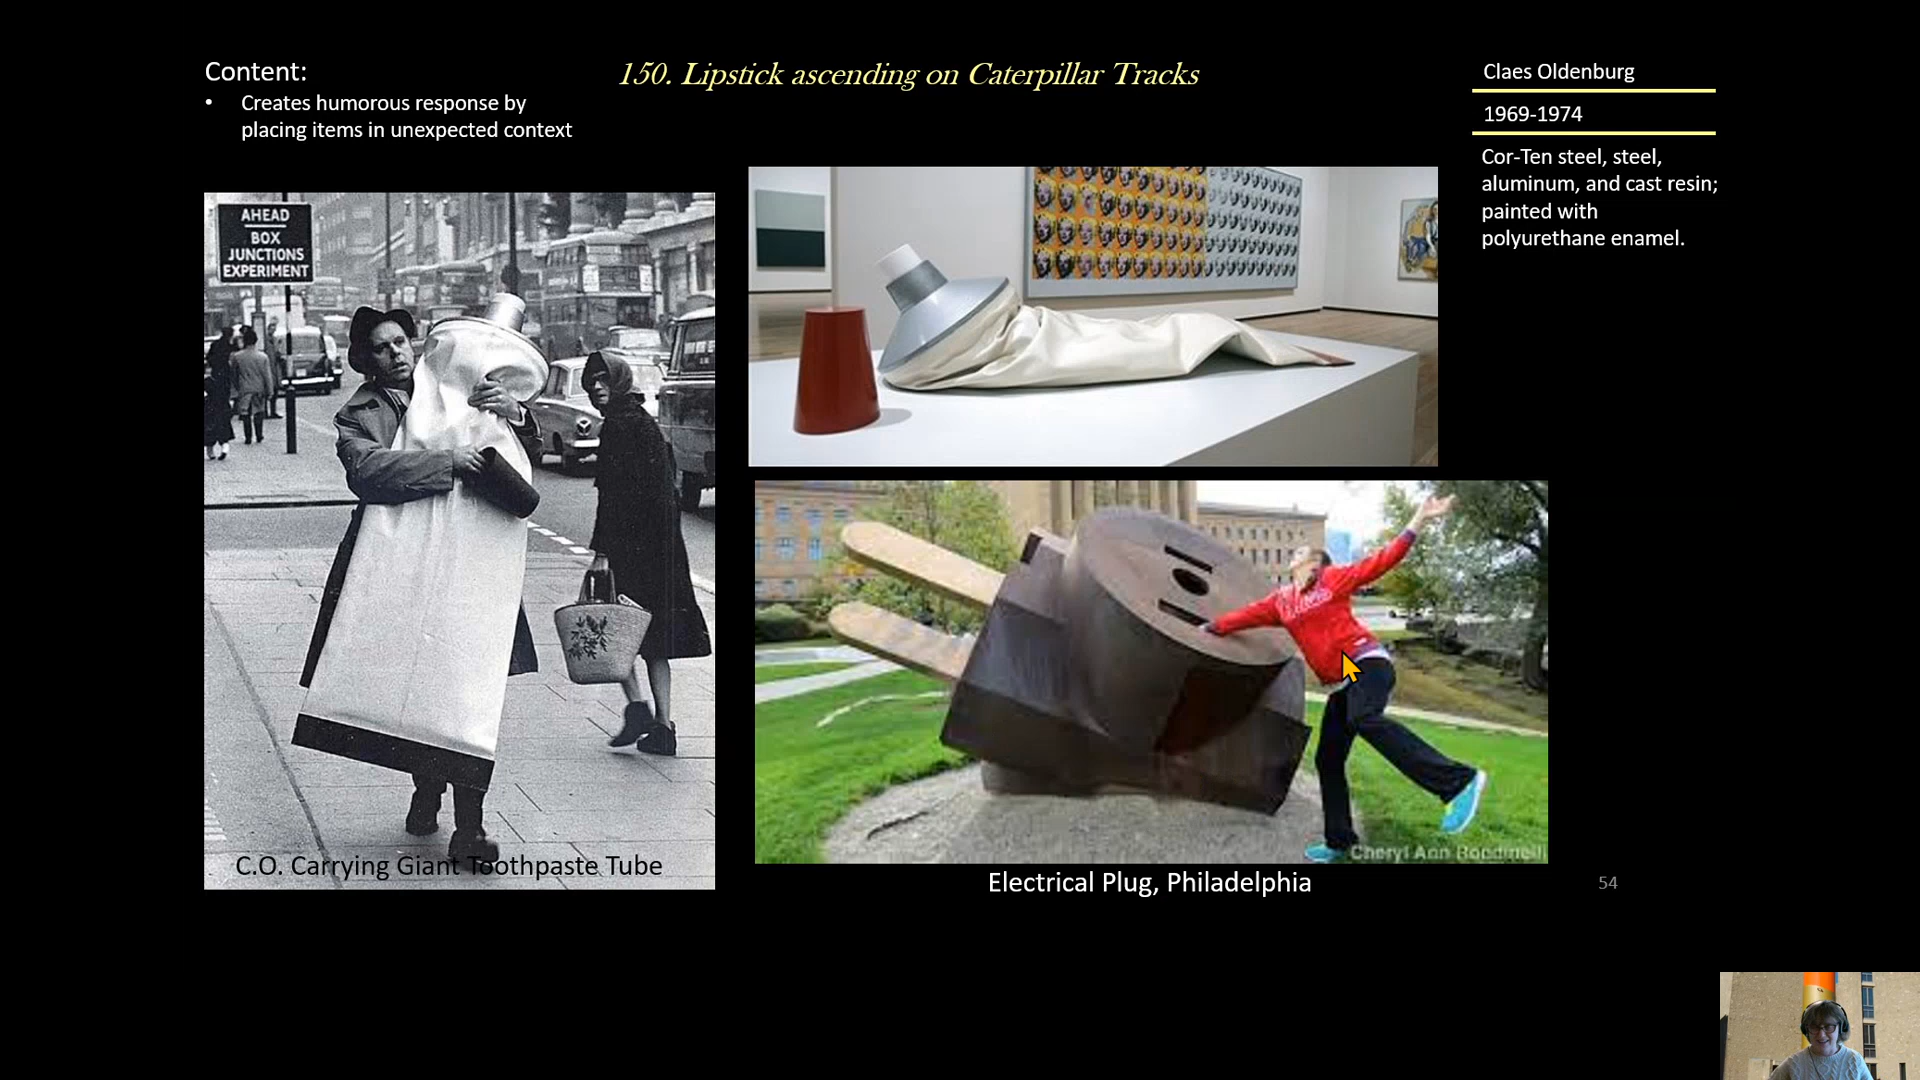 Content:
• Creates humorous response by
placing items in unexpected context
150. Lipstick ascending on Caterpillar Tracks
Claes Oldenburg
1969-1974
Cor-Ten steel, steel,
aluminum, and cast resin;
painted with
polyurethane enamel.
AHEAD
BOX
JUNCTIONS
EXPERIMENT
C.O. Carrying Giant Toothpaste Tube
Cheryl Ann
Electrical Plug, Philadelphia
54